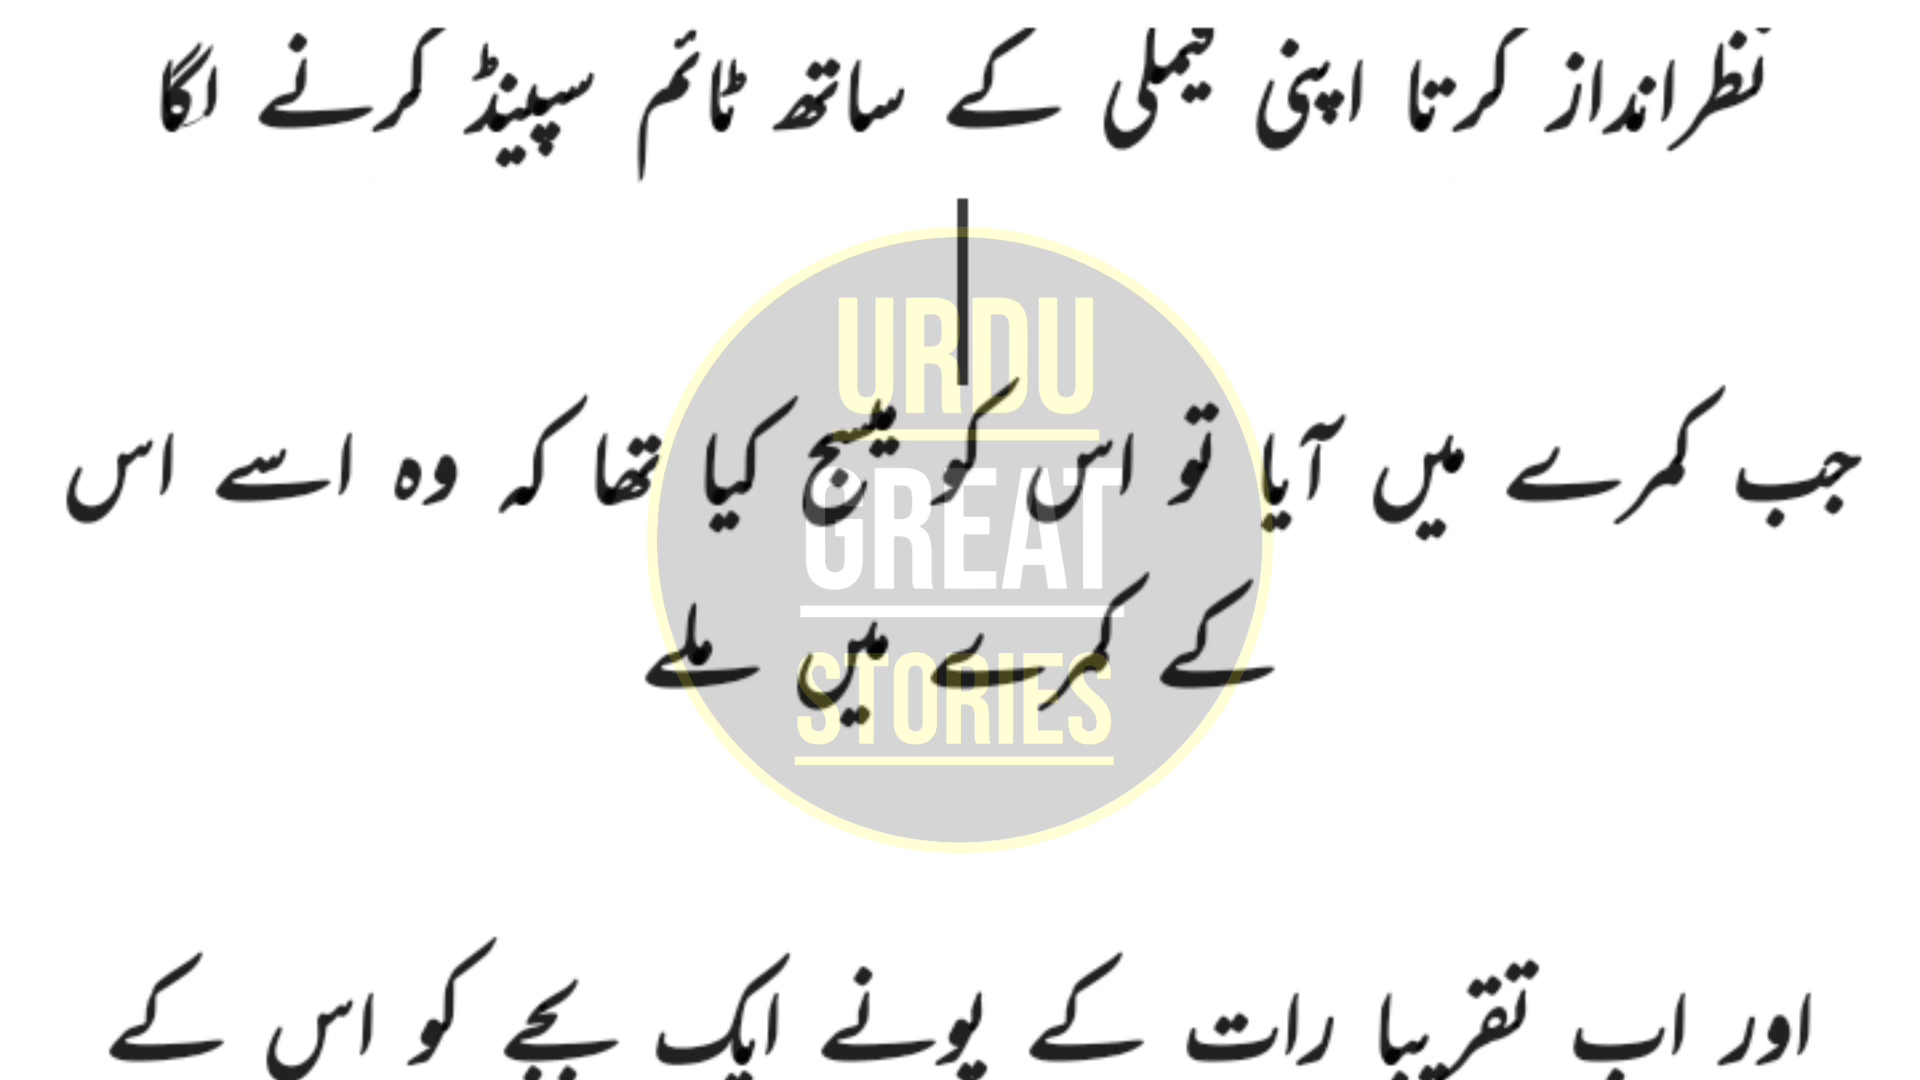 نظرانداز کرتا اپنی فیملی کے ساتھ ٹائم سپینڈ کرنے لگا
جب کمرے میں آیا تو اس کو میسج کیا تھا کہ وہ اسے اس
کے کمرے میں ملے
اور اب تقریبا رات کے پونے ایک بجے کو اس کے
URDU
GREAT
STORIES